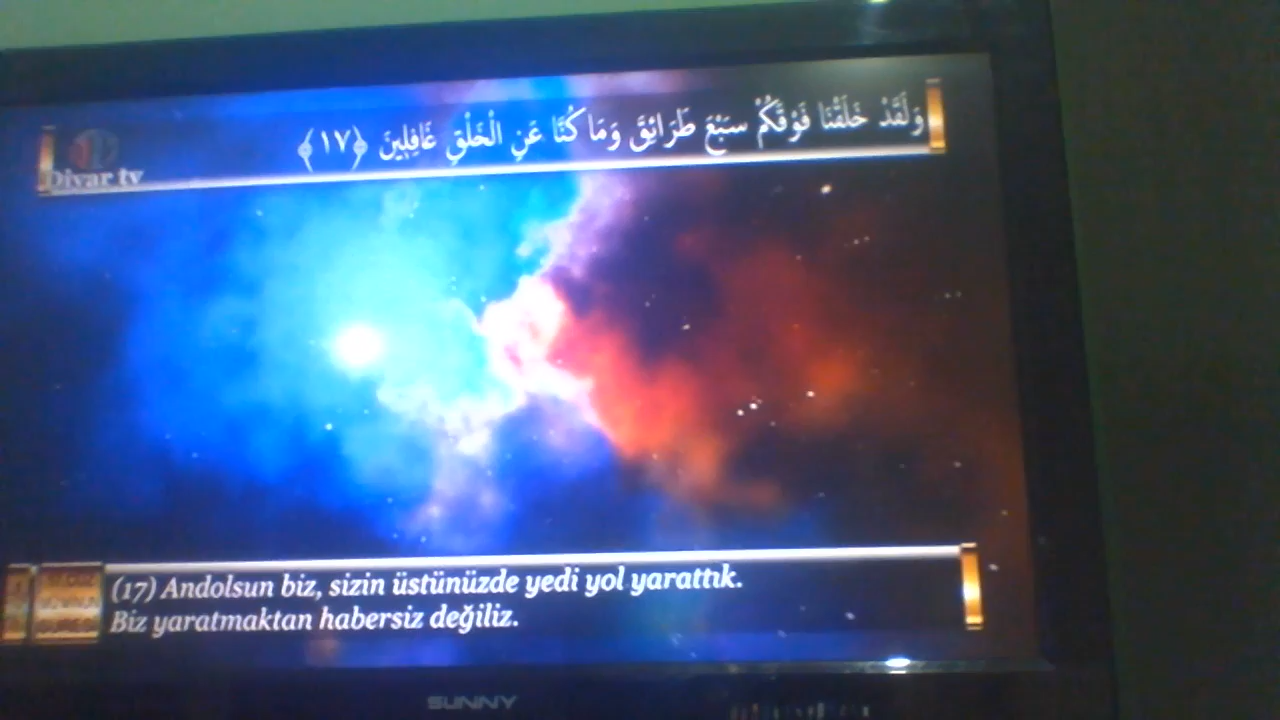 وَلَقَدْ خَلَقْنَا فَوْقَكُمْ سَبْعَ طَرَائِقَ وَمَا كُنَّا عَنِ الْخَلْقِ غَافِلِينَ ﴿١٧﴾
Divar.tv
(17) Andolsun biz, sizin üstünüzde yedi yol yarattık.
Biz yaratmaktan habersiz değiliz.
SUNNY